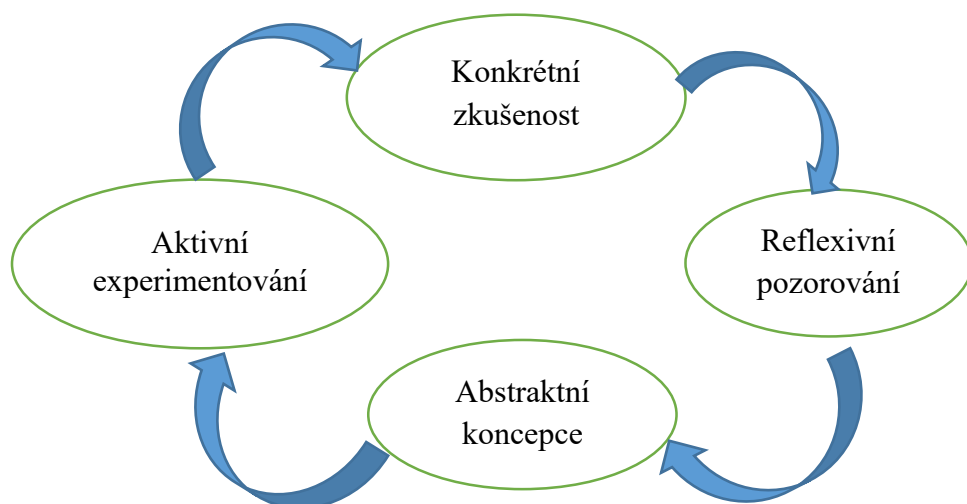 Konkrétní
zkušenost
Reflexivní
pozorování
Abstraktní
koncepce
Aktivní
experimentování